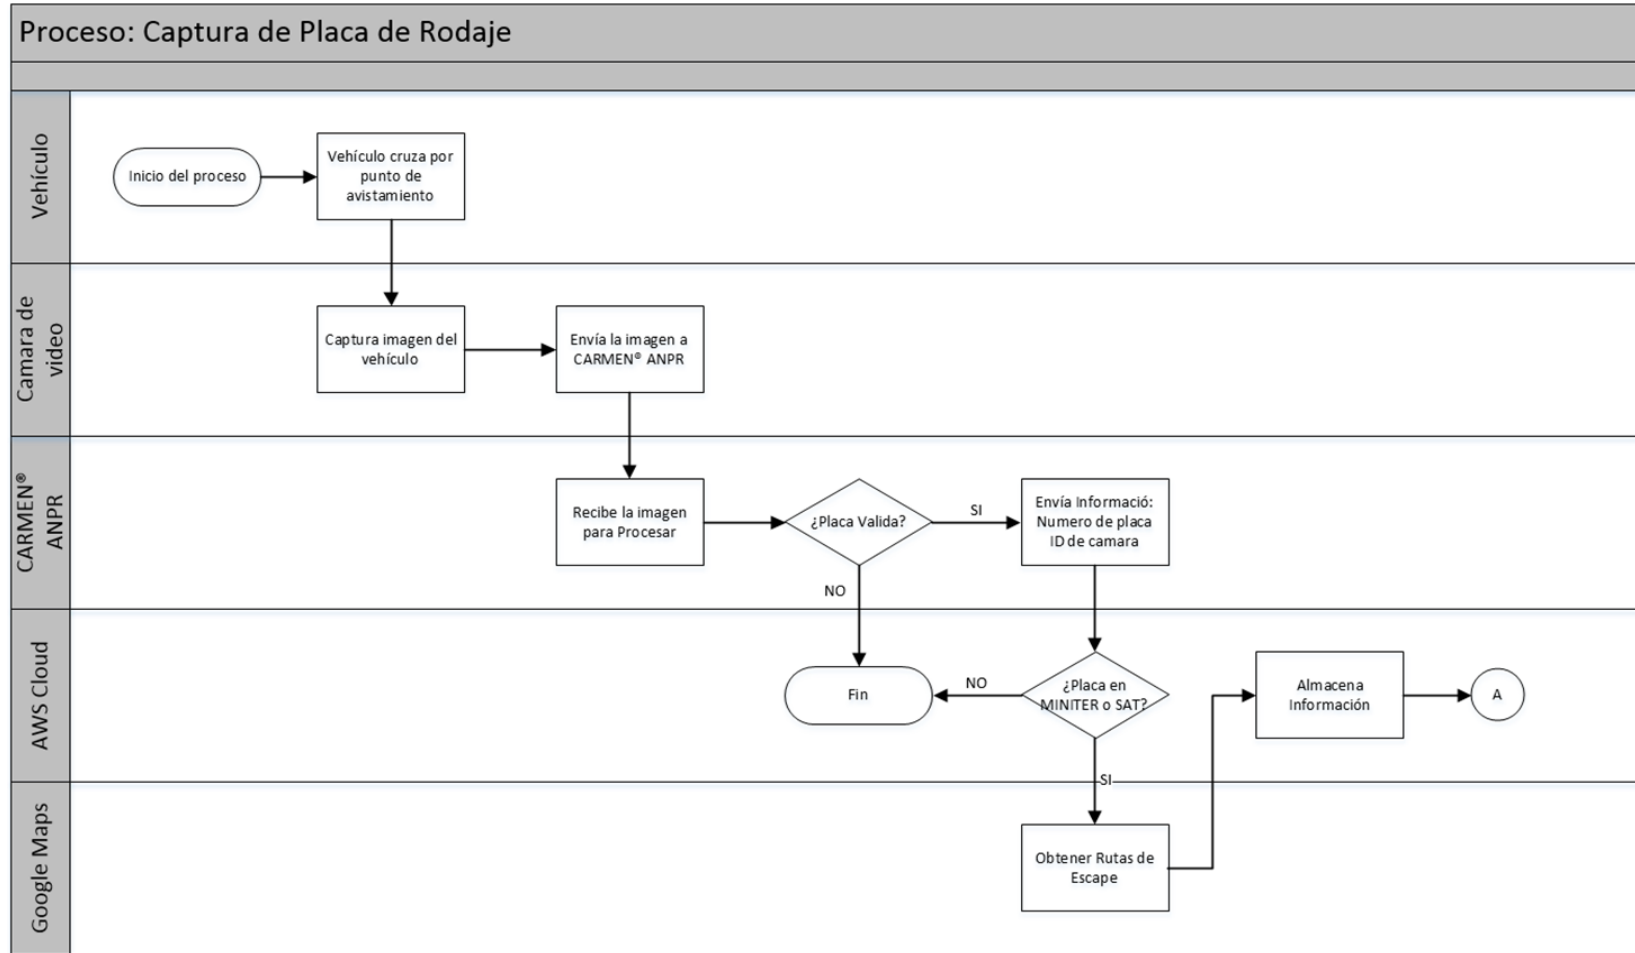 Proceso: Captura de Placa de Rodaje
Vehículo
Inicio del proceso
Vehículo cruza por
punto de
avistamiento
Camara de
video
Captura imagen del
vehículo
Envía la imagen a
CARMEN® ANPR
CARMEN®
ANPR
Recibe la imagen
para Procesar
¿Placa Valida?
SI
Envía Informació:
Numero de placa
ID de camara
NO
AWS Cloud
Fin
NO
¿Placa en
MINITER o SAT?
Almacena
Información
A
SI
Google Maps
Obtener Rutas de
Escape